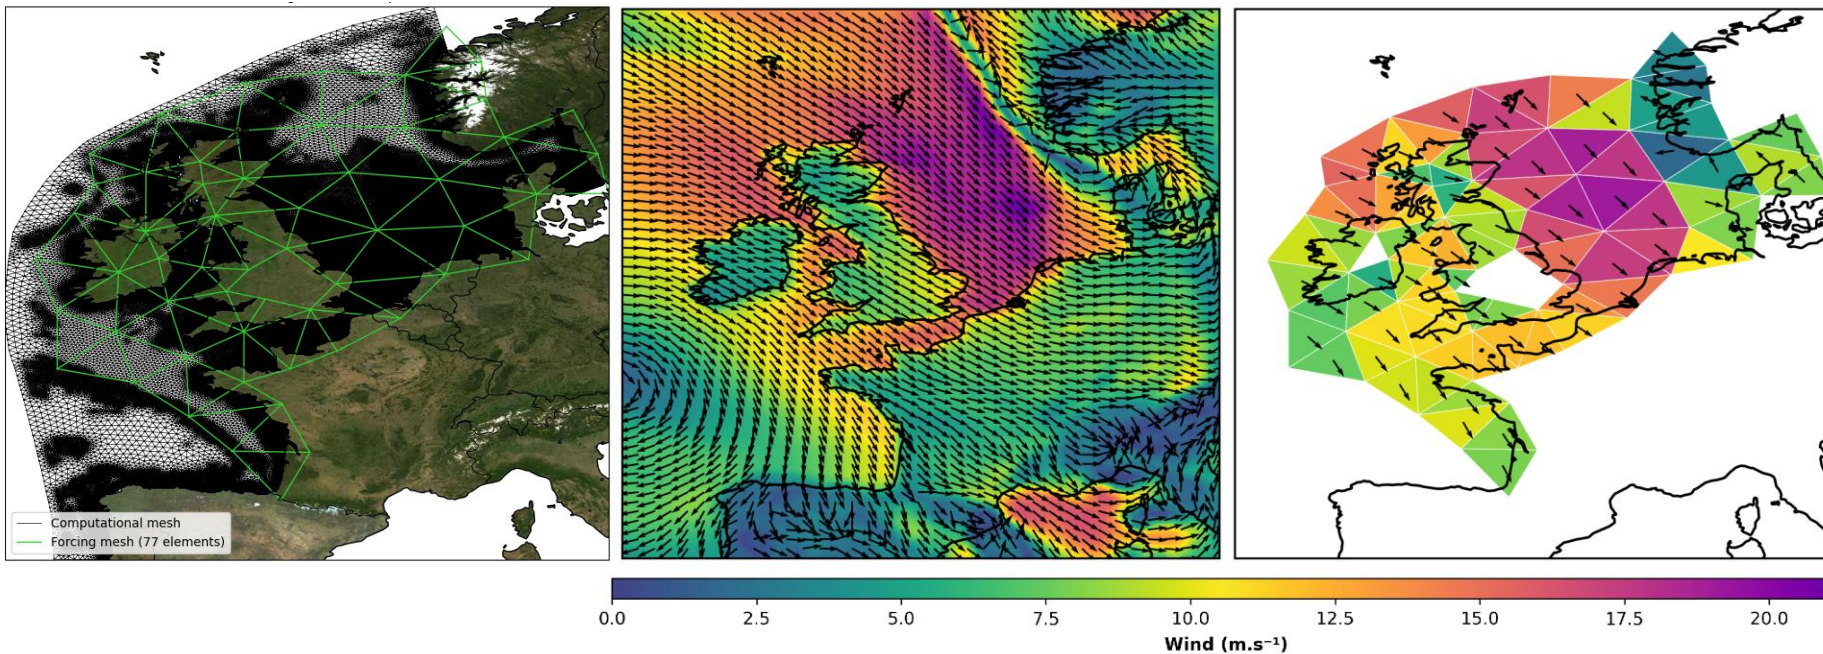 Computational mesh
Forcing mesh (77 elements)
0.0 2.5 5.0 7.5 10.0 12.5 15.0 17.5 20.0
Wind (m.s⁻¹)